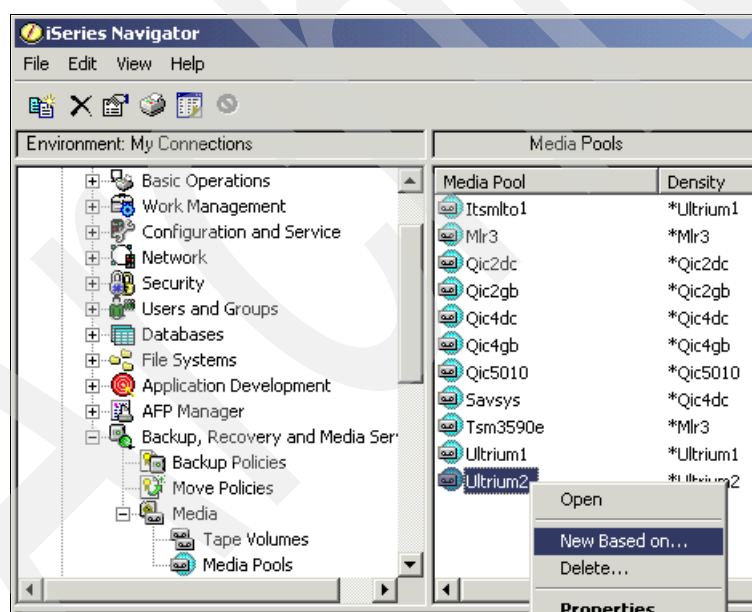 iSeries Navigator
File Edit View Help
Environment: My Connections
Media Pools
Basic Operations
Work Management
Configuration and Service
Network
Security
Users and Groups
Databases
File Systems
Application Development
AFP Manager
Backup, Recovery and Media Ser
Backup Policies
Move Policies
Media
Tape Volumes
Media Pools
Media Pool Density
Itsmlto1 *Ultrium1
Mlr3 *Mlr3
Qic2dc *Qic2dc
Qic2gb *Qic2gb
Qic4dc *Qic4dc
Qic4gb *Qic4gb
Qic5010 *Qic5010
Savsys *Qic4dc
Tsm3590e *Mlr3
Ultrium1 *Ultrium1
Ultrium2 *Ultrium2
Open
New Based on...
Delete...
Properties